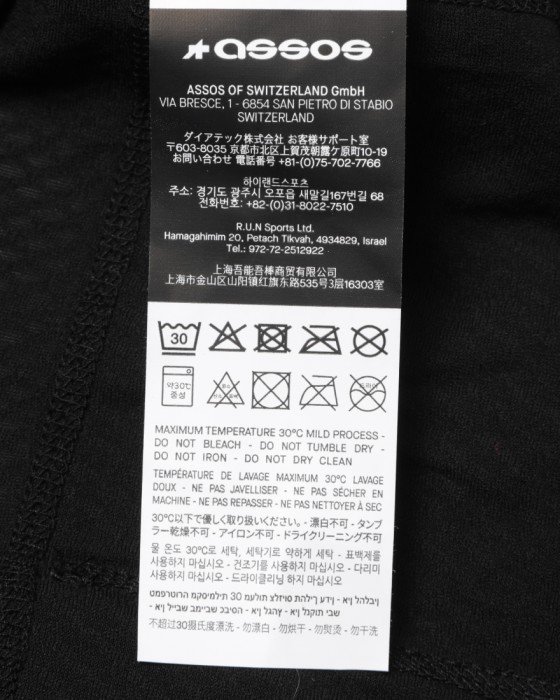 assos
ASSOS OF SWITZERLAND GmbH
VIA BRESCE, 1 - 6854 SAN PIETRO DI STABIO
SWITZERLAND
ダイアテック株式会社 お客様サポート室
〒603-8035 京都市北区上賀茂朝露ケ原町10-19
お問い合わせ 電話番号 +81-(0)75-702-7766
하이랜드스포츠
주소: 경기도 광주시 오포읍 새말길167번길 68
전화번호: +82-(0)31-8022-7510
R.U.N Sports Ltd.
Hamagahimim 20, Petach Tikvah, 4934829, Israel
Tel.: 972-72-2512922
上海吾能吾棒商贸有限公司
上海市金山区山阳镇红旗东路535号3层16303室
30
약30℃
중성
MAXIMUM TEMPERATURE 30°C MILD PROCESS -
DO NOT BLEACH - DO NOT TUMBLE DRY -
DO NOT IRON - DO NOT DRY CLEAN
TEMPÉRATURE DE LAVAGE MAXIMUM 30°C LAVAGE
DOUX - NE PAS JAVELLISER - NE PAS SÉCHER EN
MACHINE - NE PAS REPASSER - NE PAS NETTOYER À SEC
30°C以下で優しく取り扱いください。- 漂白不可 - タンブ
ラー乾燥不可 - アイロン不可 - ドライクリーニング不可
물 온도 30°C로 세탁, 세탁기로 약하게 세탁 - 표백제를
사용하지 마십시오 - 건조기를 사용하지 마십시오 - 다리미
사용하지 마십시오 - 드라이클리닝 하지 마십시오
不超过30摄氏度漂洗 - 勿漂白 - 勿烘干 - 勿熨烫 - 勿干洗